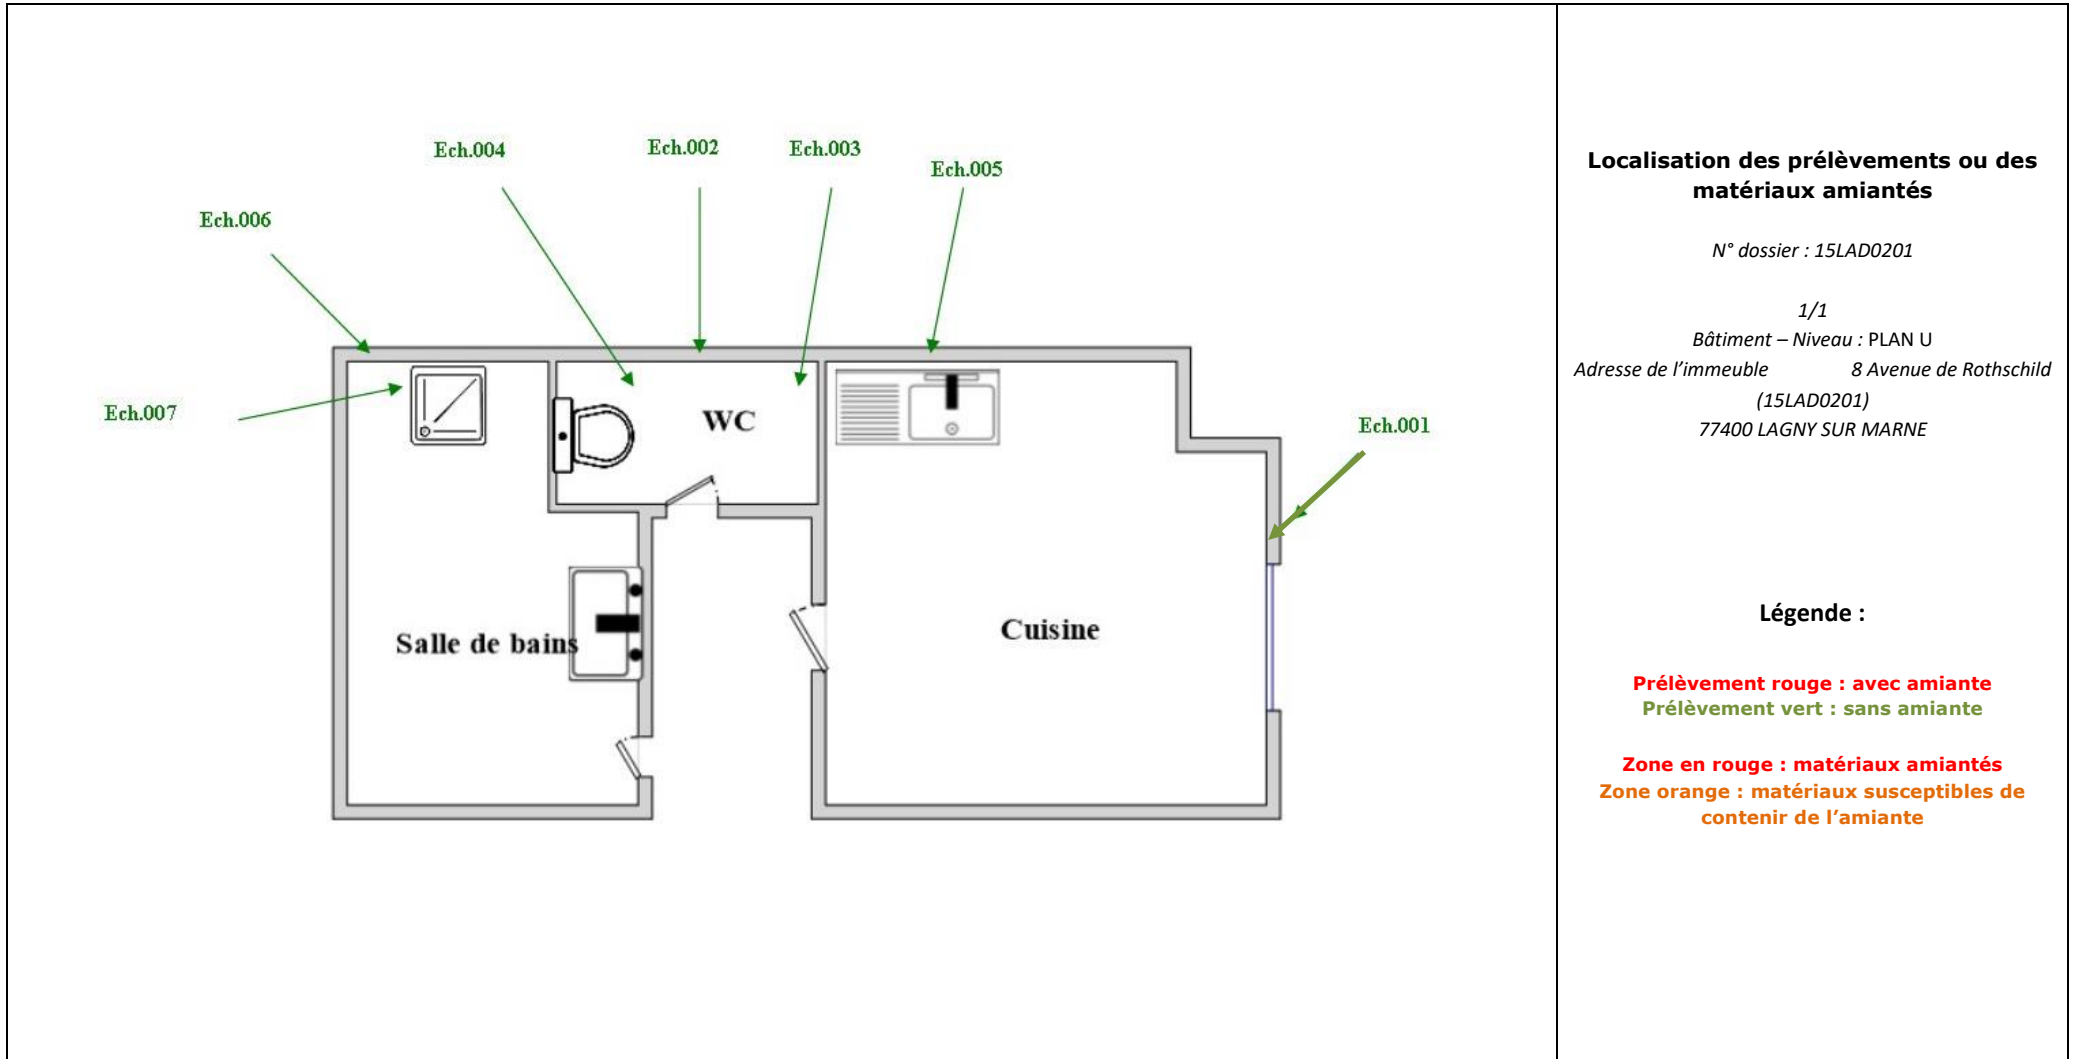 Ech.004
Ech.002
Ech.003
Ech.005
Ech.006
Ech.007
Ech.001
WC
Salle de bains
Cuisine
Localisation des prélèvements ou des
matériaux amiantés
N° dossier : 15LAD0201
1/1
Bâtiment – Niveau : PLAN U
Adresse de l'immeuble 8 Avenue de Rothschild
(15LAD0201)
77400 LAGNY SUR MARNE
Légende :
Prélèvement rouge : avec amiante
Prélèvement vert : sans amiante
Zone en rouge : matériaux amiantés
Zone orange : matériaux susceptibles de
contenir de l’amiante